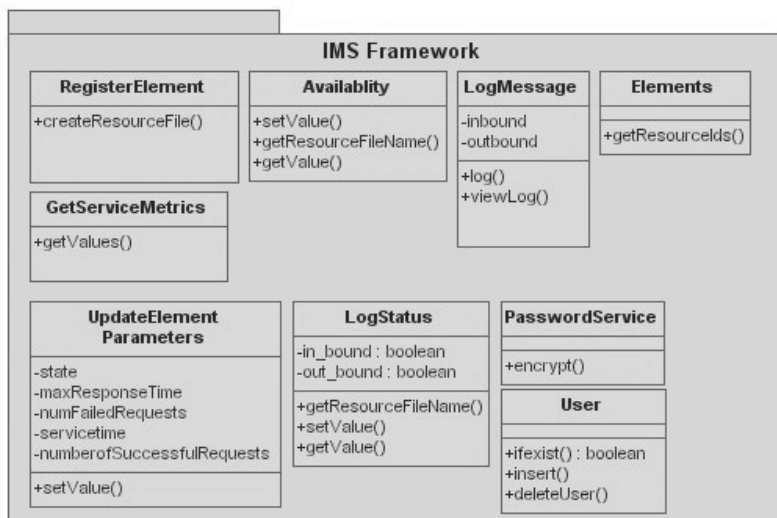 IMS Framework
RegisterElement
+createResourceFile()
Availablity
+setValue()
+getResourceFileName()
+getValue()
LogMessage
-inbound
-outbound
+log()
+viewLog()
Elements
+getResourceIds()
GetServiceMetrics
+getValues()
UpdateElement
Parameters
-state
-maxResponseTime
-numFailedRequests
-servicetime
-numberofSuccessfulRequests
+setValue()
LogStatus
-in_bound : boolean
-out_bound : boolean
+getResourceFileName()
+setValue()
+getValue()
PasswordService
+encrypt()
User
+ifexist() : boolean
+insert()
+deleteUser()